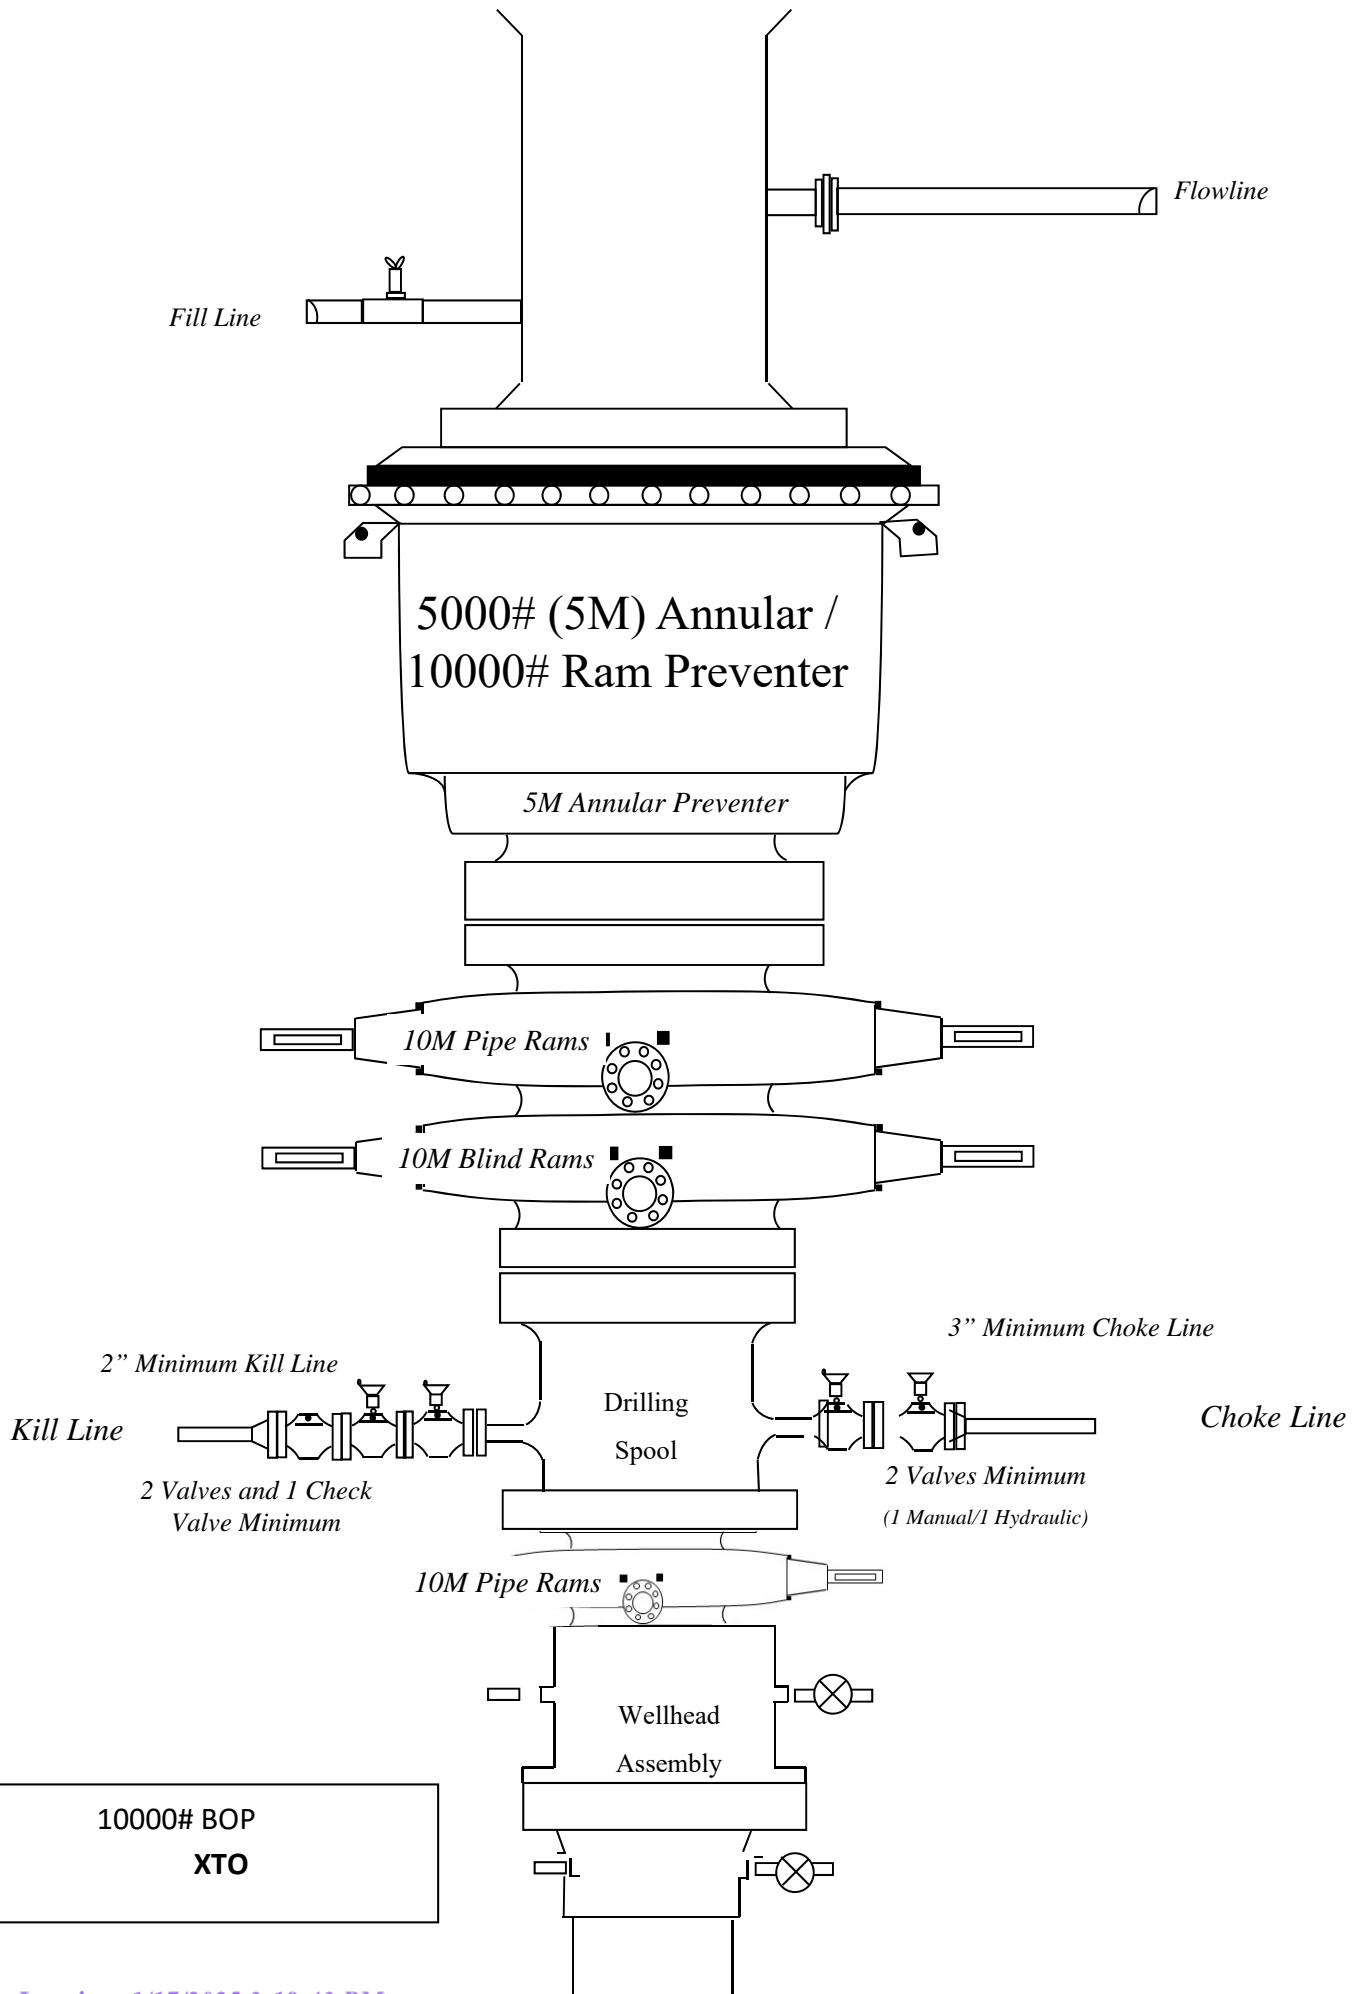 Flowline
Fill Line
5000# (5M) Annular /
10000# Ram Preventer
5M Annular Preventer
10M Pipe Rams
10M Blind Rams
3” Minimum Choke Line
2” Minimum Kill Line
Drilling
Spool
Kill Line
Choke Line
2 Valves and 1 Check
Valve Minimum
2 Valves Minimum
(1 Manual/1 Hydraulic)
10M Pipe Rams
Wellhead
Assembly
10000# BOP
XTO